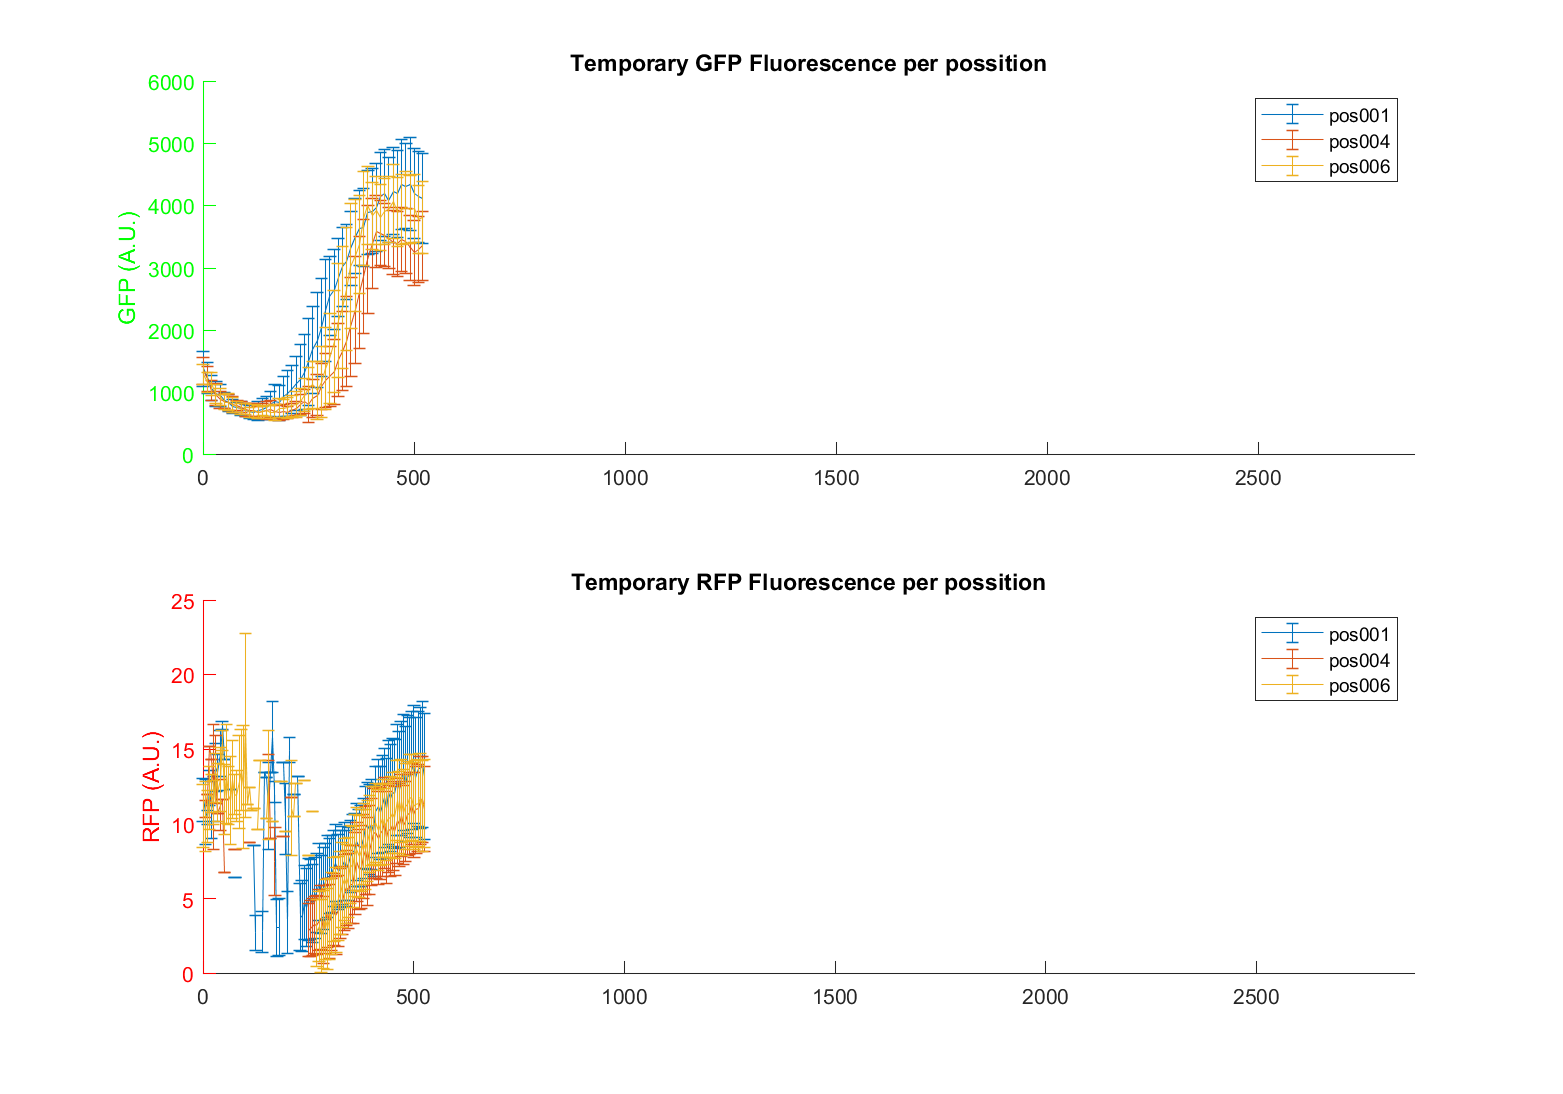 Temporary GFP Fluorescence per possition
6000
5000
4000
3000
2000
1000
0
GFP (A.U.)
0 500 1000 1500 2000 2500
pos001
pos004
pos006
Temporary RFP Fluorescence per possition
25
20
15
10
5
0
RFP (A.U.)
0 500 1000 1500 2000 2500
pos001
pos004
pos006